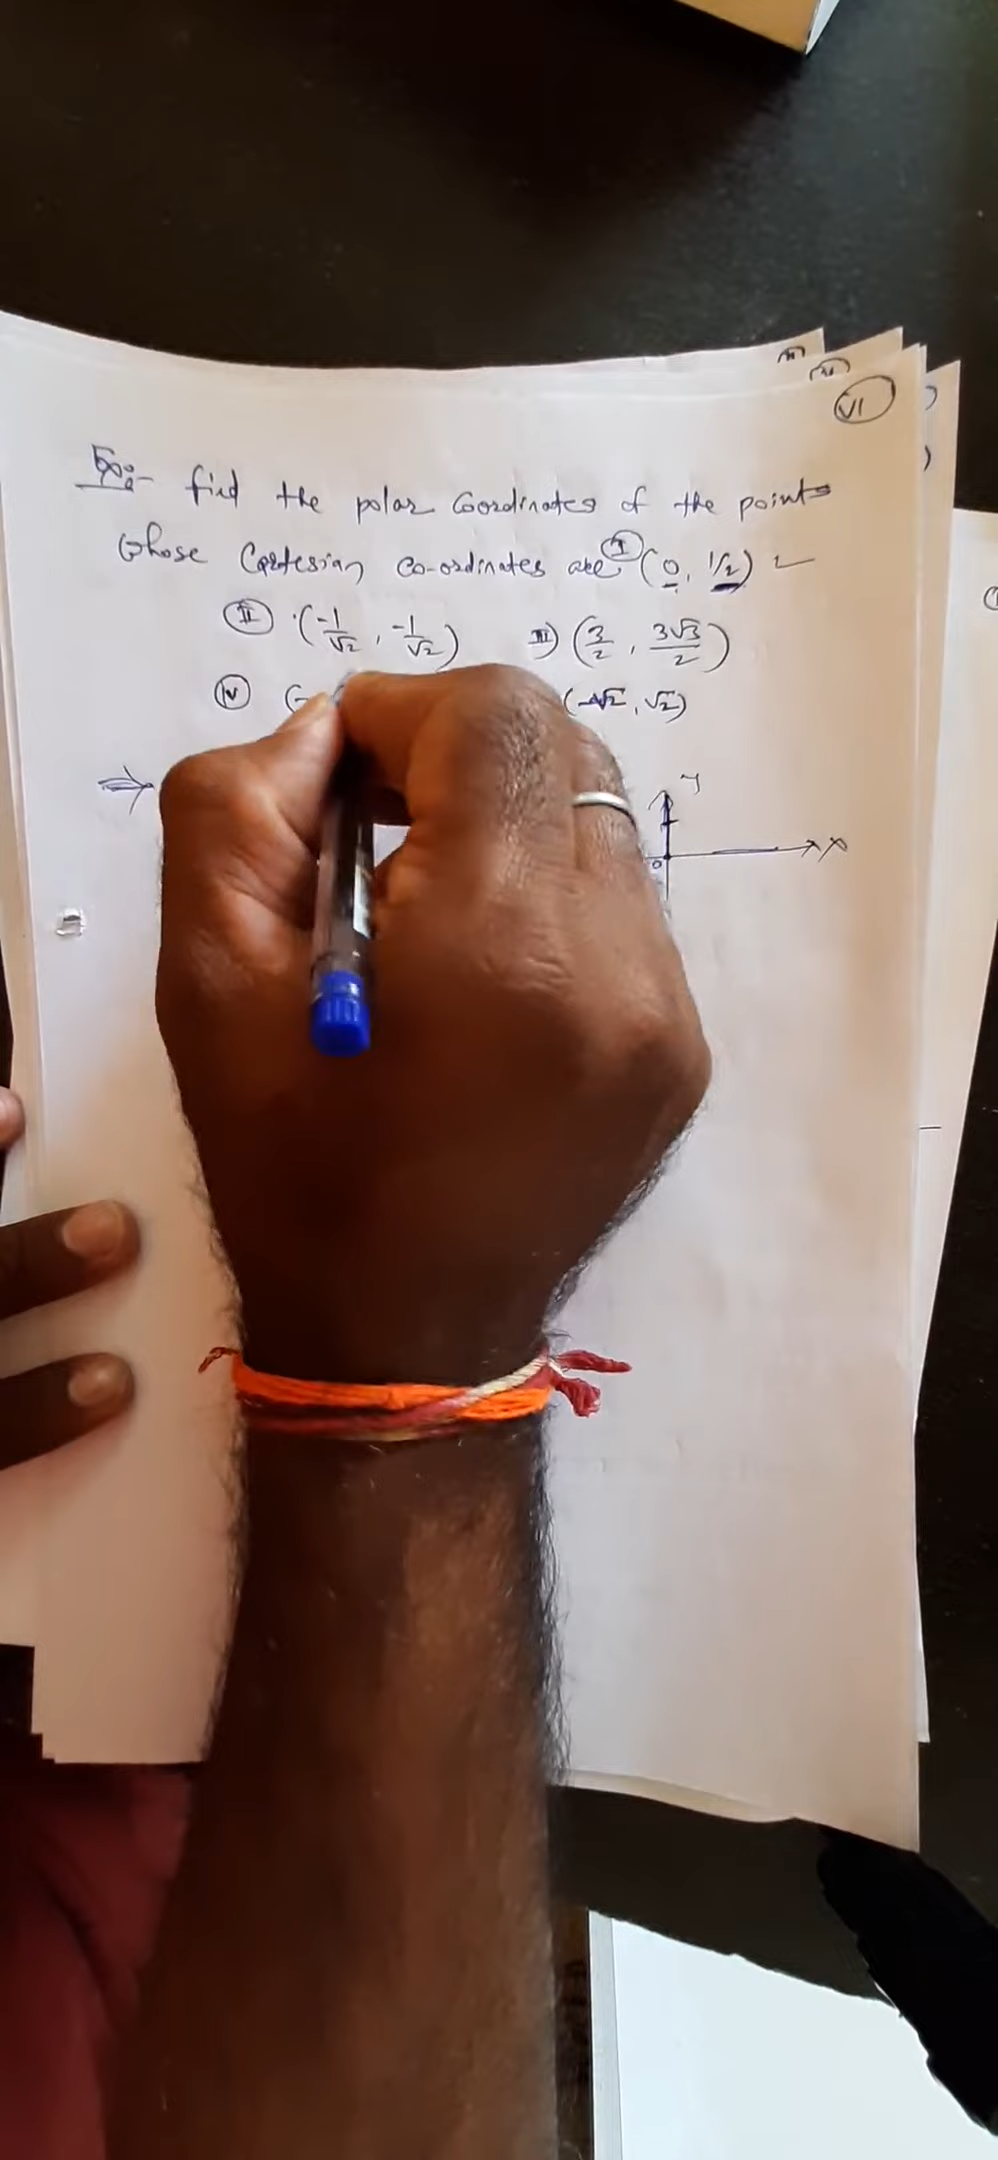 VI
Ex:- find the polar Coordinates of the points
whose Cartesian co-ordinates are (I) (0, 1/2)
(II) (-1/√2, -1/√2) III) (3/2, 3√3/2)
(IV) (- (-√2, √2)
Y
X
0